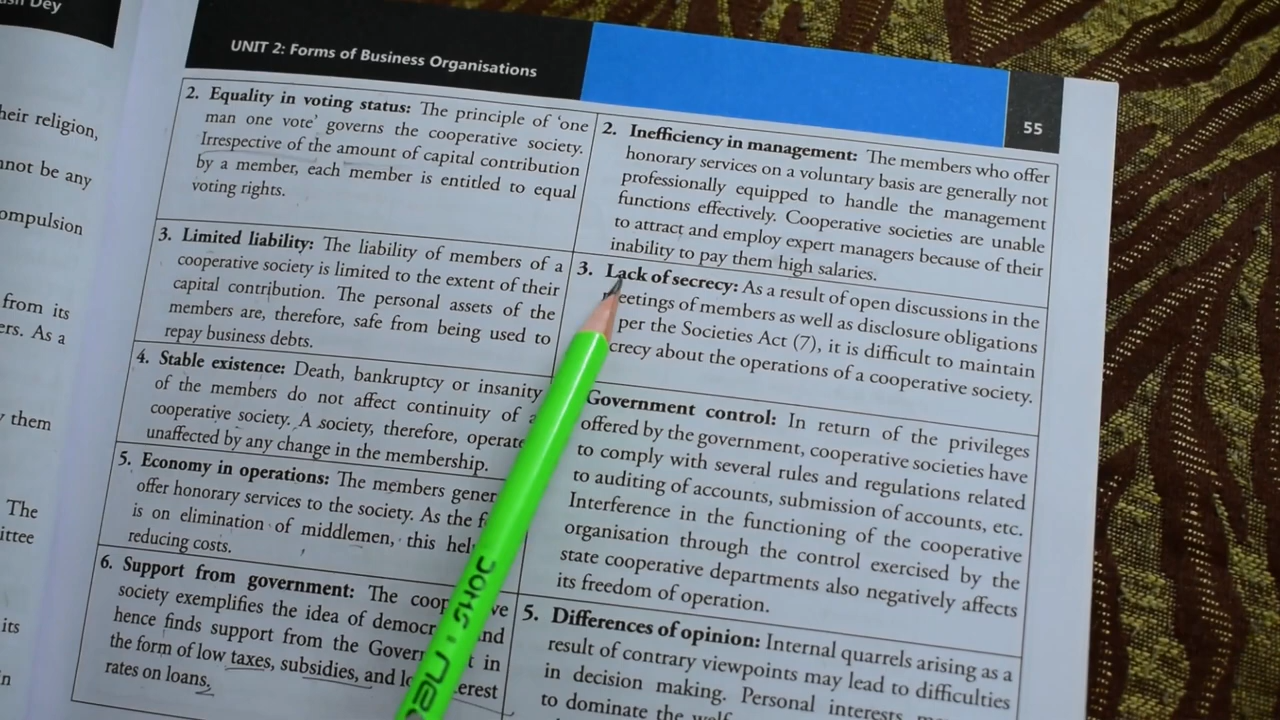 sh Dey
heir religion,
nnot be any
ompulsion
from its
ers. As a
y them
The
ittee
its
in
UNIT 2: Forms of Business Organisations
55
2. Equality in voting status: The principle of ‘one
man one vote’ governs the cooperative society.
Irrespective of the amount of capital contribution
by a member, each member is entitled to equal
voting rights.
3. Limited liability: The liability of members of a
cooperative society is limited to the extent of their
capital contribution. The personal assets of the
members are, therefore, safe from being used to
repay business debts.
4. Stable existence: Death, bankruptcy or insanity
of the members do not affect continuity of a
cooperative society. A society, therefore, operate
unaffected by any change in the membership.
5. Economy in operations: The members gener
offer honorary services to the society. As the f
is on elimination of middlemen, this hel
reducing costs.
6. Support from government: The coop ve
society exemplifies the idea of democr nd
hence finds support from the Gover t in
the form of low taxes, subsidies, and lo erest
rates on loans.
2. Inefficiency in management: The members who offer
honorary services on a voluntary basis are generally not
professionally equipped to handle the management
functions effectively. Cooperative societies are unable
to attract and employ expert managers because of their
inability to pay them high salaries.
3. Lack of secrecy: As a result of open discussions in the
eetings of members as well as disclosure obligations
per the Societies Act (7), it is difficult to maintain
crecy about the operations of a cooperative society.
Government control: In return of the privileges
offered by the government, cooperative societies have
to comply with several rules and regulations related
to auditing of accounts, submission of accounts, etc.
Interference in the functioning of the cooperative
organisation through the control exercised by the
state cooperative departments also negatively affects
its freedom of operation.
5. Differences of opinion: Internal quarrels arising as a
result of contrary viewpoints may lead to difficulties
in decision making. Personal interests
to dominate the